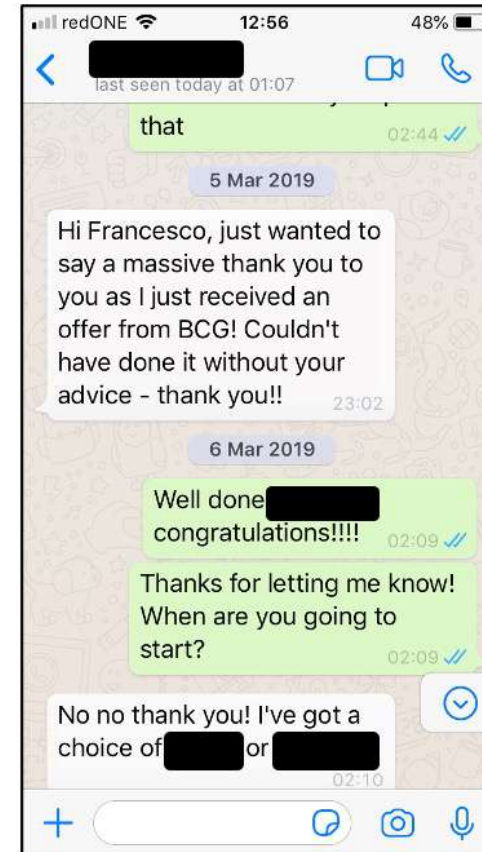 redONE 12:56 48%
last seen today at 01:07
that
02:44
5 Mar 2019
Hi Francesco, just wanted to
say a massive thank you to
you as I just received an
offer from BCG! Couldn't
have done it without your
advice - thank you!!
23:02
6 Mar 2019
Well done
congratulations!!!!
02:09
Thanks for letting me know!
When are you going to
start?
02:09
No no thank you! I've got a
choice of or
02:10